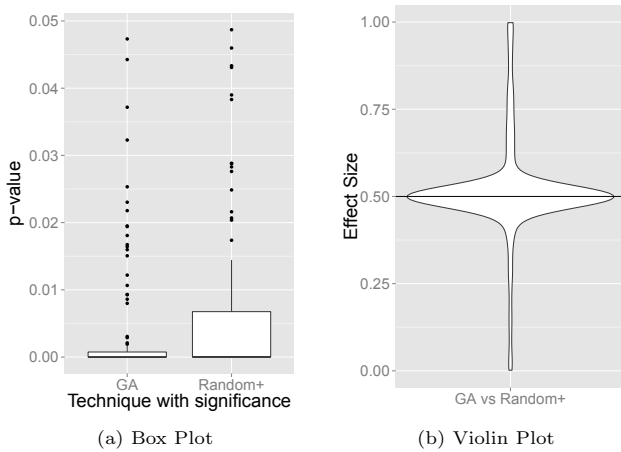 0.05
0.04
0.03
0.02
0.01
0.00
p−value
GA
Random+
Technique with significance
(a) Box Plot
1.00
0.75
0.50
0.25
0.00
Effect Size
GA vs Random+
(b) Violin Plot